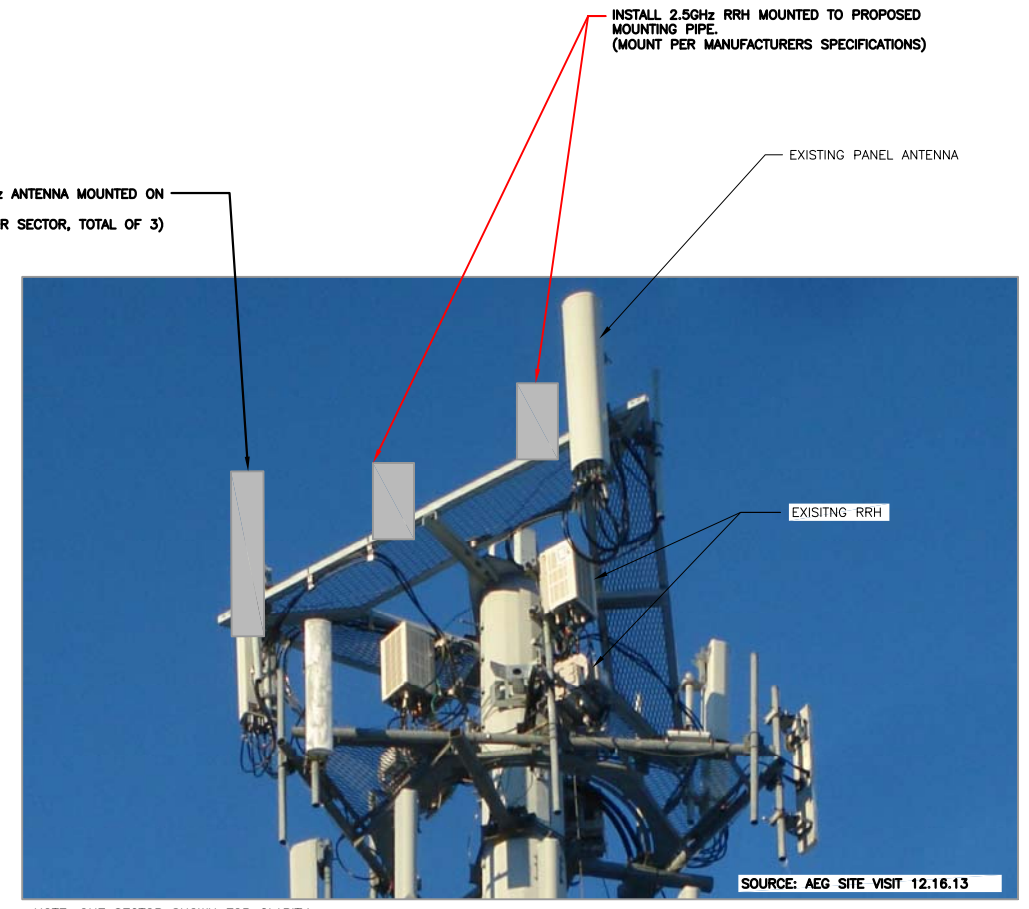 INSTALL 2.5GHz RRH MOUNTED TO PROPOSED
MOUNTING PIPE.
(MOUNT PER MANUFACTURERS SPECIFICATIONS)
EXISTING PANEL ANTENNA
ANTENNA MOUNTED ON
SECTOR, TOTAL OF 3)
EXISITNG RRH
SOURCE: AEG SITE VISIT 12.16.13